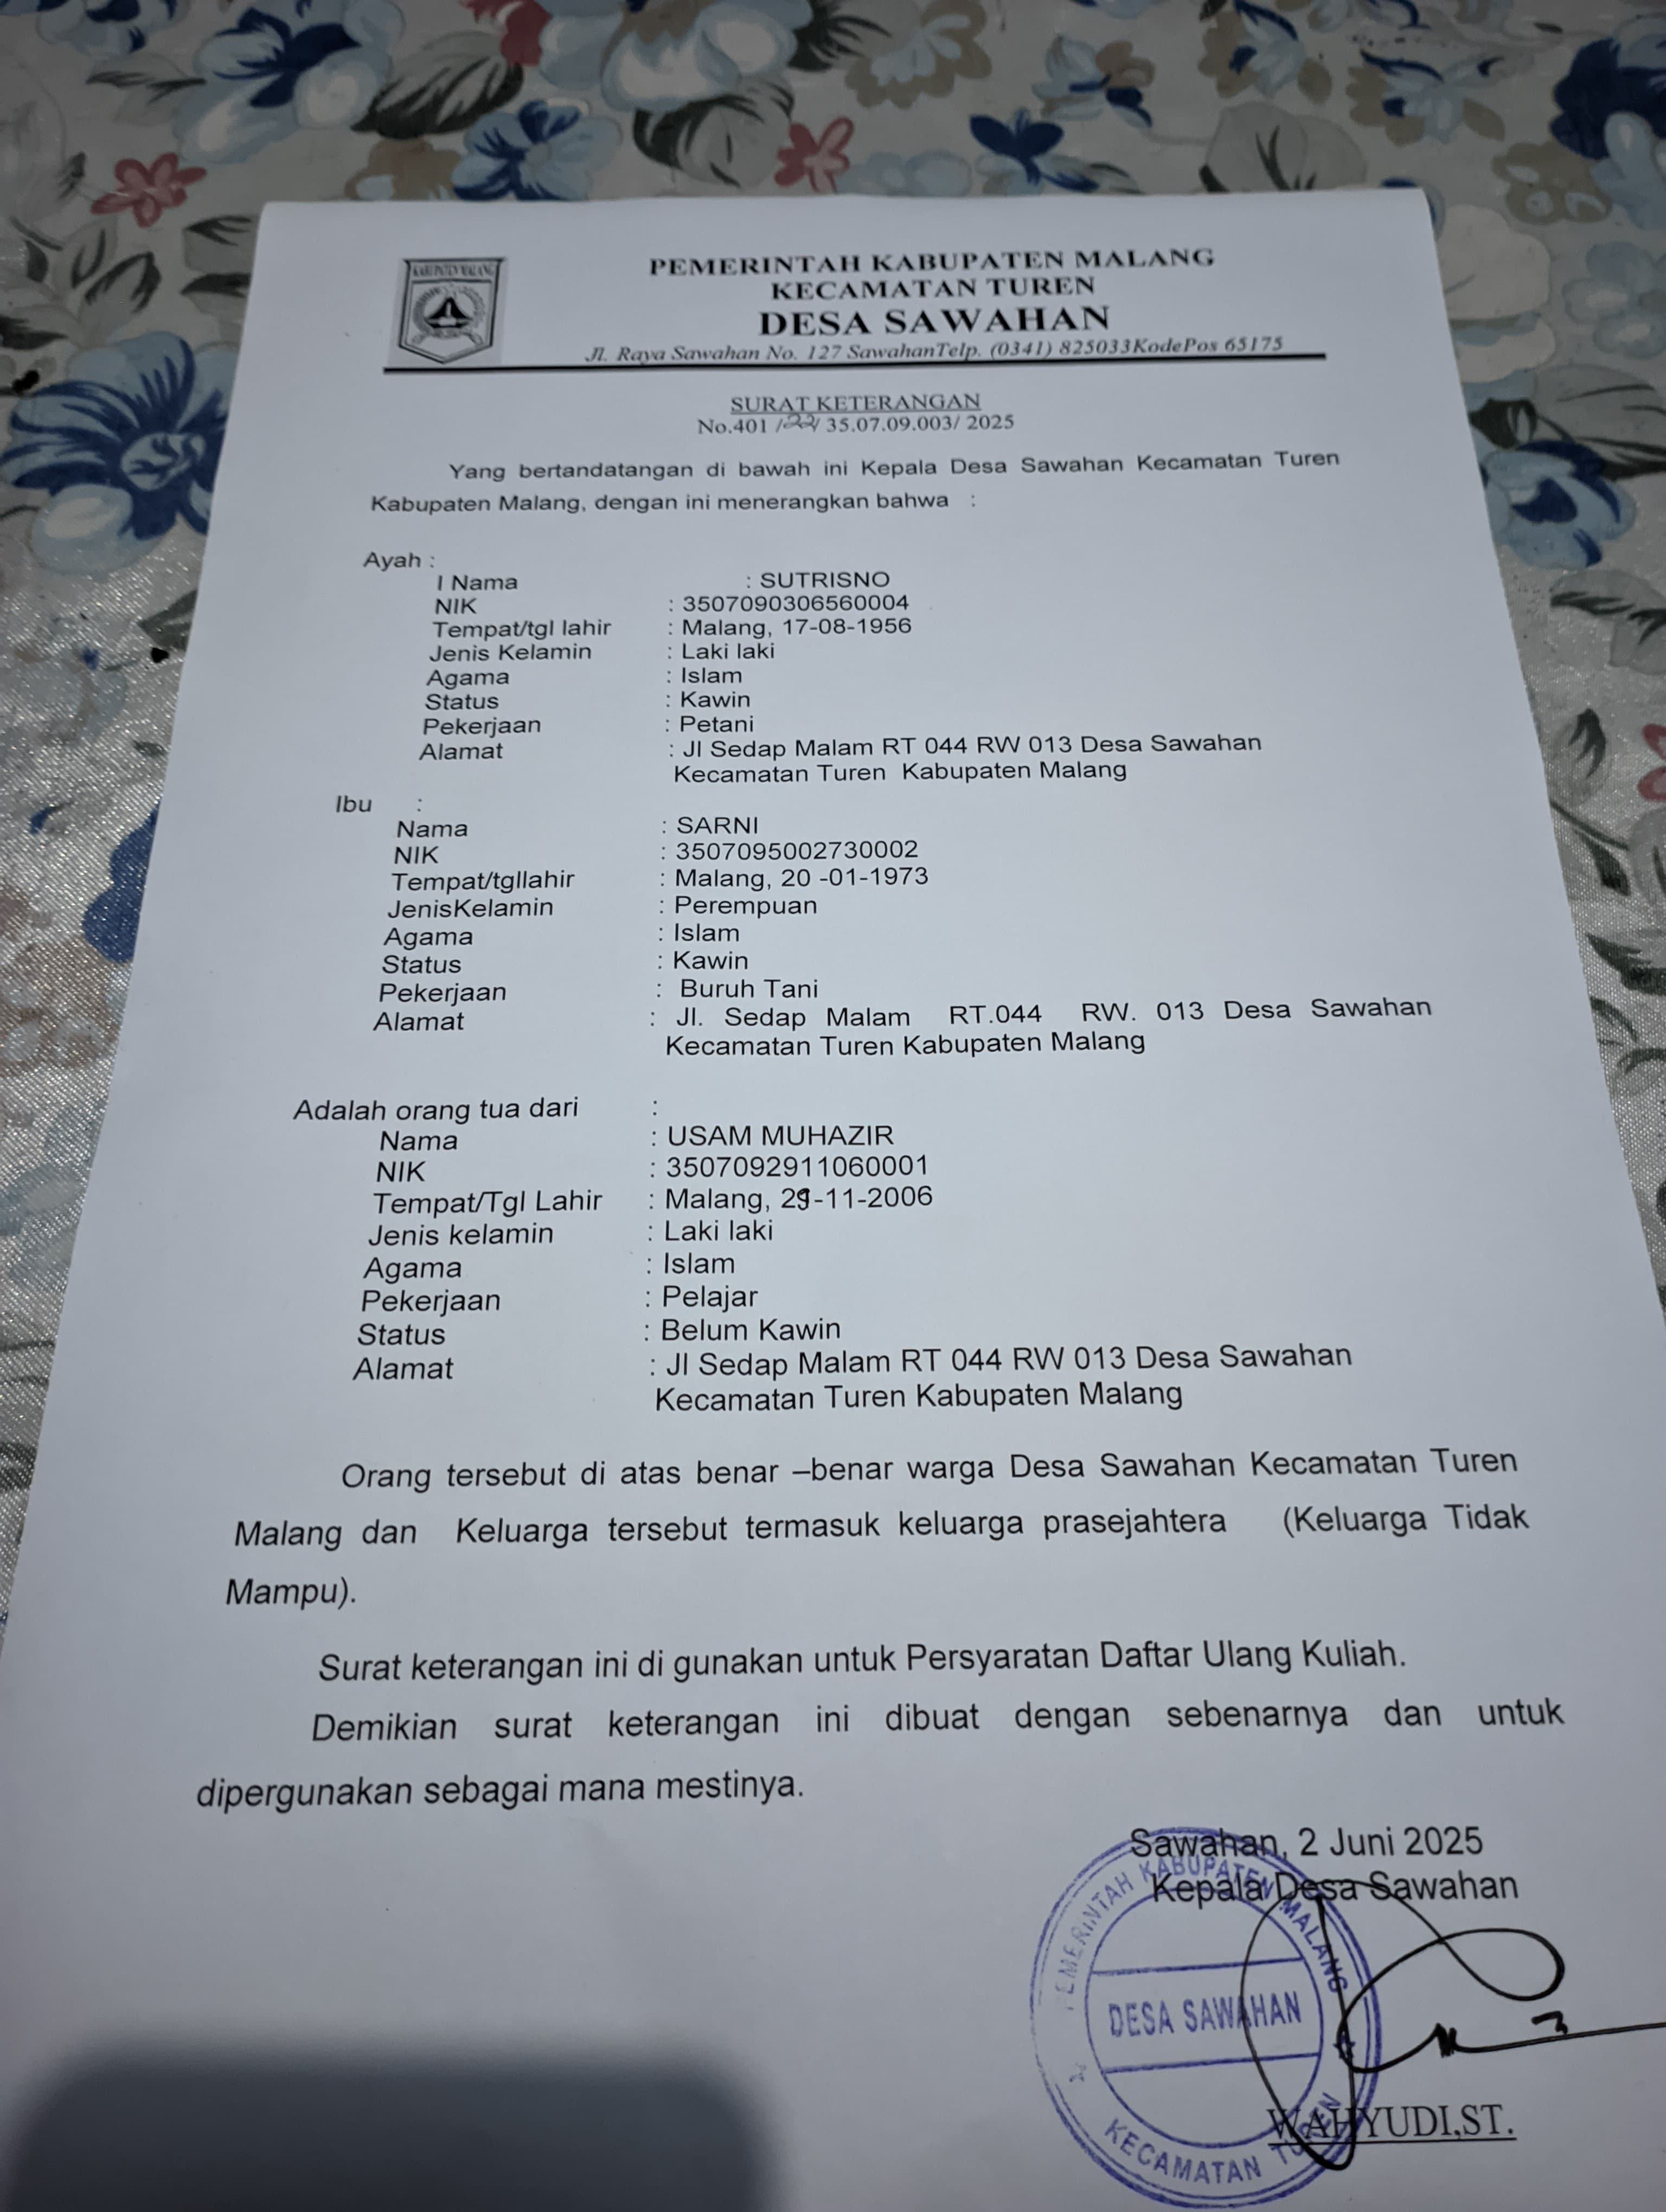 KABUPATEN MALANG
PEMERINTAH KABUPATEN MALANG
KECAMATAN TUREN
DESA SAWAHAN
Jl. Raya Sawahan No. 127 SawahanTelp. (0341) 825033KodePos 65175
SURAT KETERANGAN
No.401 /22/ 35.07.09.003/ 2025
Yang bertandatangan di bawah ini Kepala Desa Sawahan Kecamatan Turen
Kabupaten Malang, dengan ini menerangkan bahwa :
Ayah :
I Nama : SUTRISNO
NIK : 3507090306560004
Tempat/tgl lahir : Malang, 17-08-1956
Jenis Kelamin : Laki laki
Agama : Islam
Status : Kawin
Pekerjaan : Petani
Alamat : Jl Sedap Malam RT 044 RW 013 Desa Sawahan
Kecamatan Turen Kabupaten Malang
Ibu :
Nama : SARNI
NIK : 3507095002730002
Tempat/tgllahir : Malang, 20 -01-1973
JenisKelamin : Perempuan
Agama : Islam
Status : Kawin
Pekerjaan : Buruh Tani
Alamat : Jl. Sedap Malam RT.044 RW. 013 Desa Sawahan
Kecamatan Turen Kabupaten Malang
Adalah orang tua dari :
Nama : USAM MUHAZIR
NIK : 3507092911060001
Tempat/Tgl Lahir : Malang, 29-11-2006
Jenis kelamin : Laki laki
Agama : Islam
Pekerjaan : Pelajar
Status : Belum Kawin
Alamat : Jl Sedap Malam RT 044 RW 013 Desa Sawahan
Kecamatan Turen Kabupaten Malang
Orang tersebut di atas benar –benar warga Desa Sawahan Kecamatan Turen
Malang dan Keluarga tersebut termasuk keluarga prasejahtera (Keluarga Tidak
Mampu).
Surat keterangan ini di gunakan untuk Persyaratan Daftar Ulang Kuliah.
Demikian surat keterangan ini dibuat dengan sebenarnya dan untuk
dipergunakan sebagai mana mestinya.
Sawahan, 2 Juni 2025
Kepala Desa Sawahan
PEMERINTAH KABUPATEN MALANG
DESA SAWAHAN
KECAMATAN TUREN
WAHYUDI,ST.